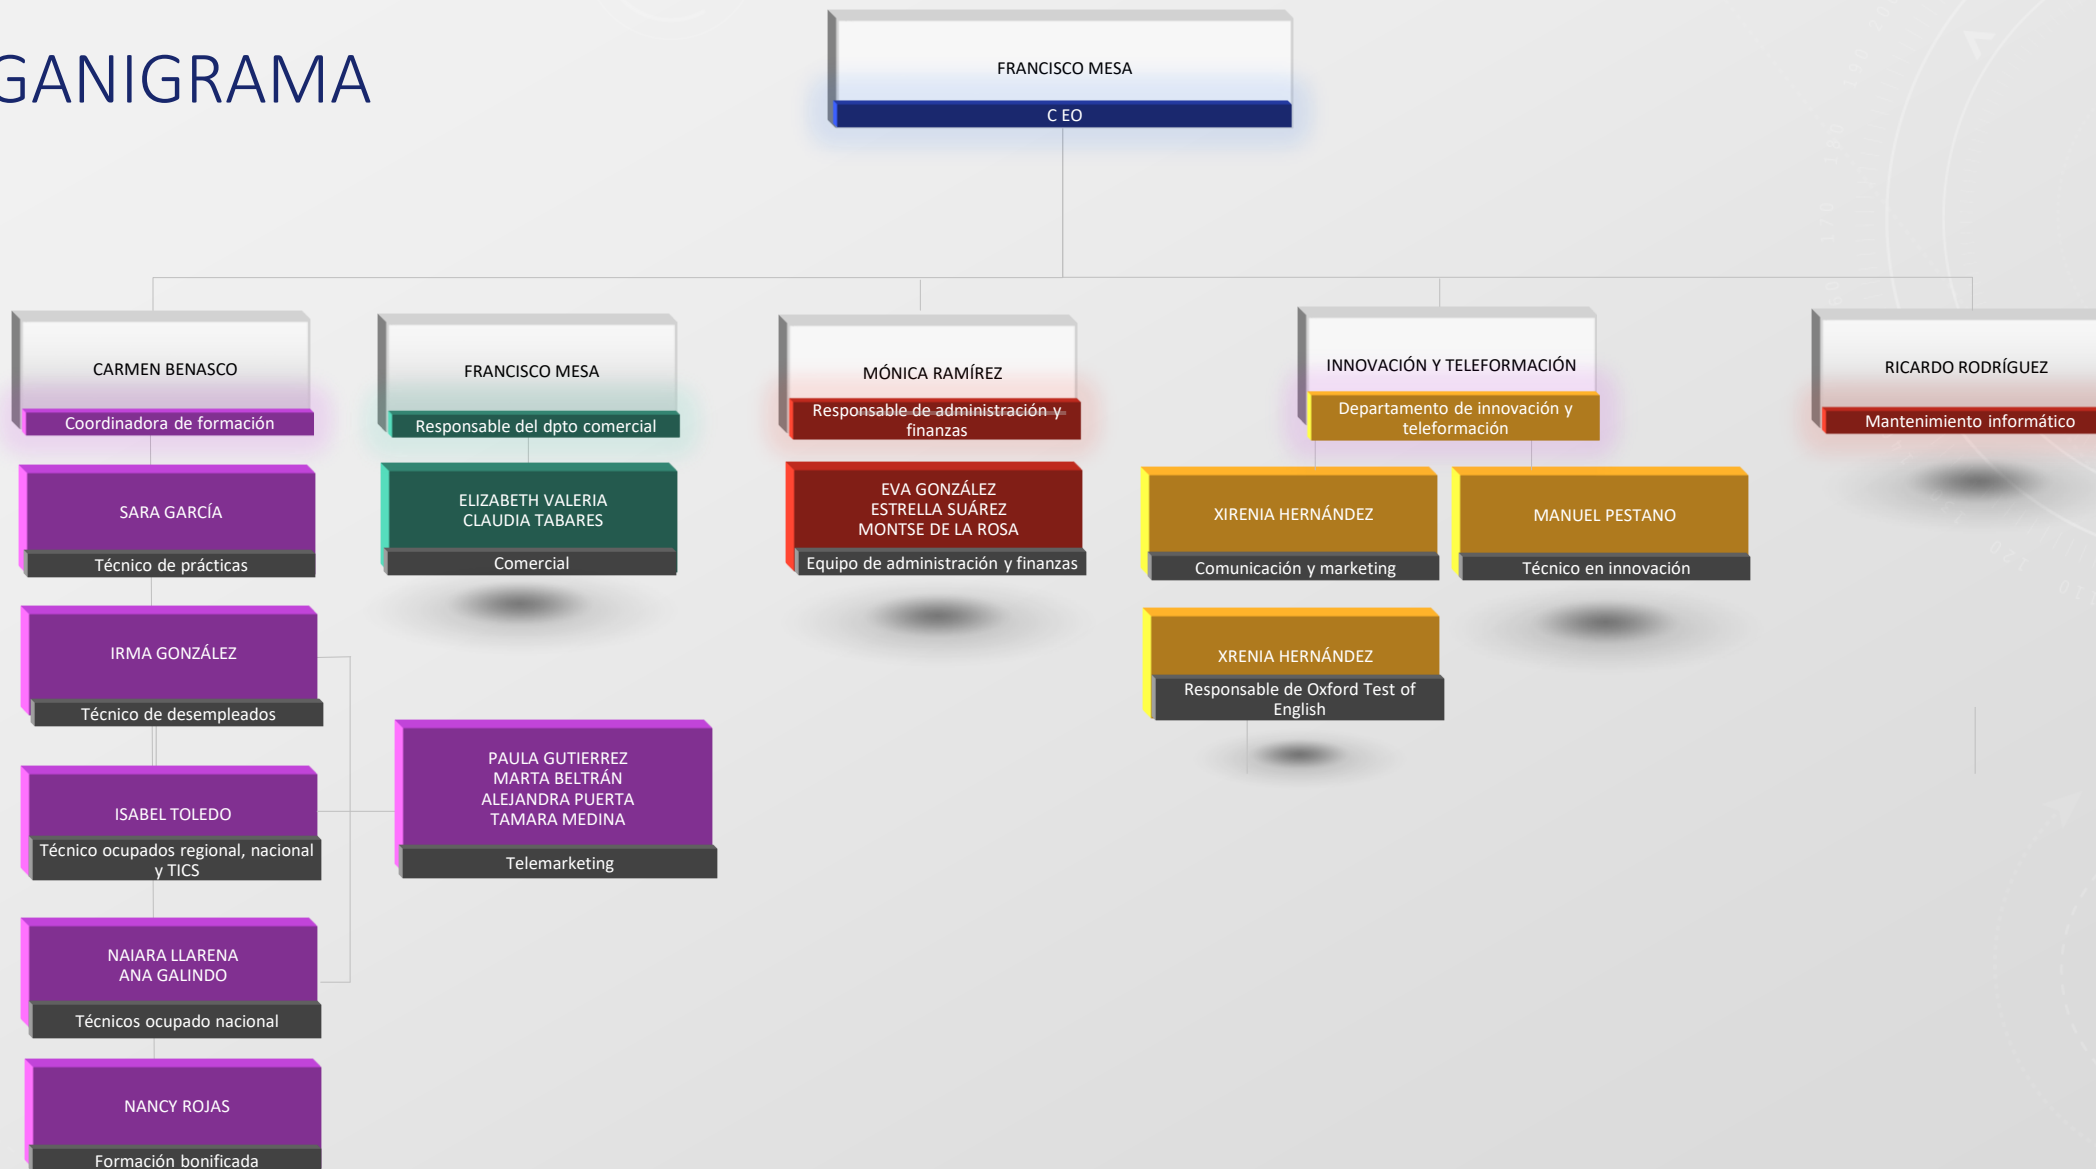 GANIGRAMA
FRANCISCO MESA
C EO
CARMEN BENASCO
Coordinadora de formación
FRANCISCO MESA
Responsable del dpto comercial
MÓNICA RAMÍREZ
Responsable de administración y
finanzas
INNOVACIÓN Y TELEFORMACIÓN
Departamento de innovación y
teleformación
RICARDO RODRÍGUEZ
Mantenimiento informático
SARA GARCÍA
Técnico de prácticas
ELIZABETH VALERIA
CLAUDIA TABARES
Comercial
EVA GONZÁLEZ
ESTRELLA SUÁREZ
MONTSE DE LA ROSA
Equipo de administración y finanzas
XIRENIA HERNÁNDEZ
Comunicación y marketing
MANUEL PESTANO
Técnico en innovación
IRMA GONZÁLEZ
Técnico de desempleados
XRENIA HERNÁNDEZ
Responsable de Oxford Test of
English
ISABEL TOLEDO
Técnico ocupados regional, nacional
y TICS
PAULA GUTIERREZ
MARTA BELTRÁN
ALEJANDRA PUERTA
TAMARA MEDINA
Telemarketing
NAIARA LLARENA
ANA GALINDO
Técnicos ocupado nacional
NANCY ROJAS
Formación bonificada